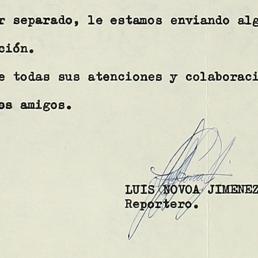 r separado, le estamos enviando alg
ción.
e todas sus atenciones y colaboraci
os amigos.
LUIS NOVOA JIMENEZ
Reportero.